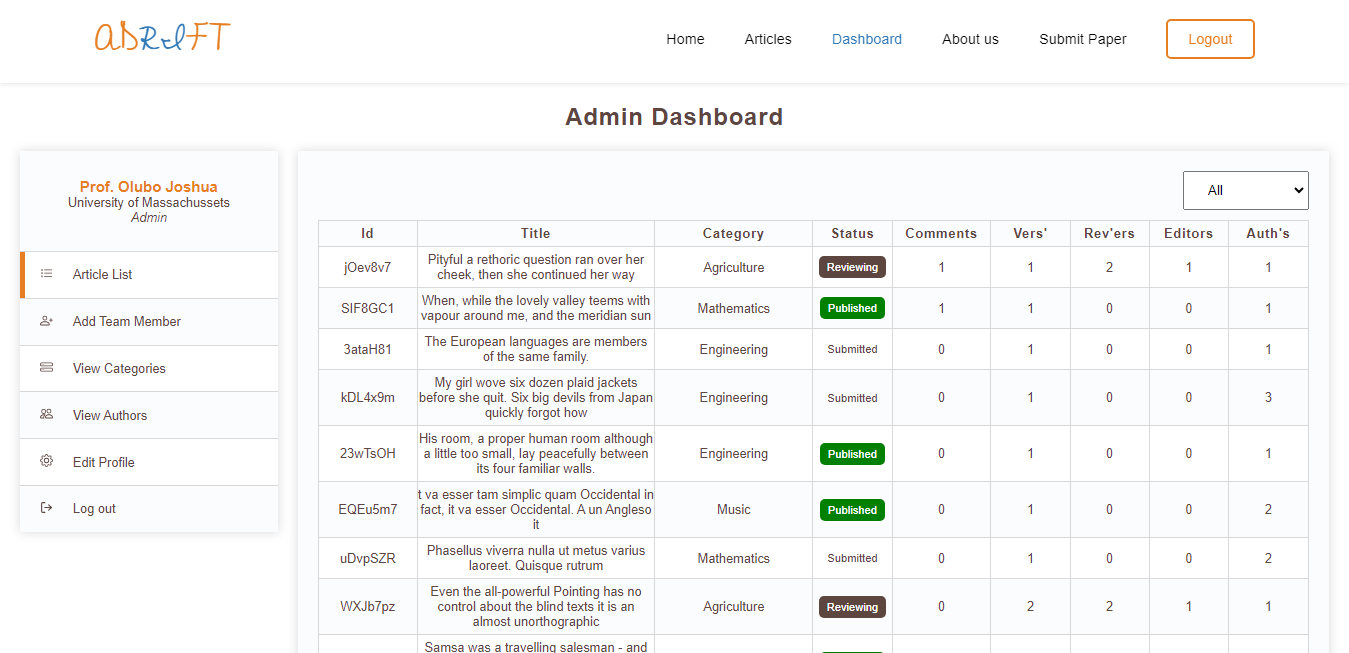 ASRIFT
Home Articles Dashboard About us Submit Paper Logout
Admin Dashboard
Prof. Olubo Joshua
University of Massachussets
Admin
Article List
Add Team Member
View Categories
View Authors
Edit Profile
Log out
All
Id Title Category Status Comments Vers' Rev'ers Editors Auth's
jOev8v7 Pityful a rethoric question ran over her
cheek, then she continued her way Agriculture Reviewing 1 1 2 1 1
SIF8GC1 When, while the lovely valley teems with
vapour around me, and the meridian sun Mathematics Published 1 1 0 0 1
3ataH81 The European languages are members
of the same family. Engineering Submitted 0 1 0 0 1
kDL4x9m My girl wove six dozen plaid jackets
before she quit. Six big devils from Japan
quickly forgot how Engineering Submitted 0 1 0 0 3
23wTsOH His room, a proper human room although
a little too small, lay peacefully between
its four familiar walls. Engineering Published 0 1 0 0 1
EQEu5m7 t va esser tam simplic quam Occidental in
fact, it va esser Occidental. A un Angleso
it Music Published 0 1 0 0 2
uDvpSZR Phasellus viverra nulla ut metus varius
laoreet. Quisque rutrum Mathematics Submitted 0 1 0 0 2
WXJb7pz Even the all-powerful Pointing has no
control about the blind texts it is an
almost unorthographic Agriculture Reviewing 0 2 2 1 1
Samsa was a travelling salesman - and